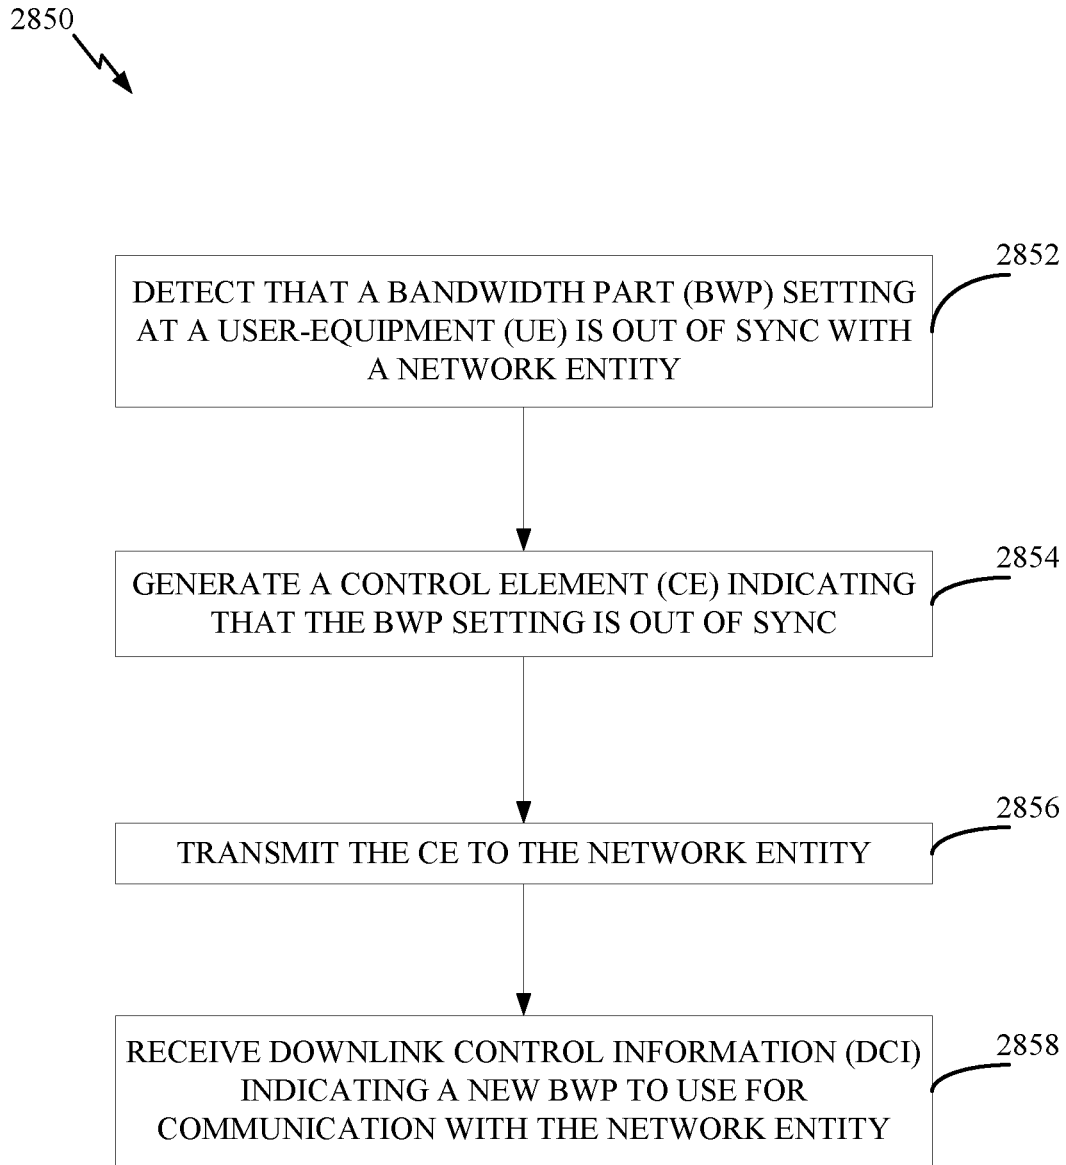 2850
2852
DETECT THAT A BANDWIDTH PART (BWP) SETTING
AT A USER-EQUIPMENT (UE) IS OUT OF SYNC WITH
A NETWORK ENTITY
2854
GENERATE A CONTROL ELEMENT (CE) INDICATING
THAT THE BWP SETTING IS OUT OF SYNC
2856
TRANSMIT THE CE TO THE NETWORK ENTITY
2858
RECEIVE DOWNLINK CONTROL INFORMATION (DCI)
INDICATING A NEW BWP TO USE FOR
COMMUNICATION WITH THE NETWORK ENTITY